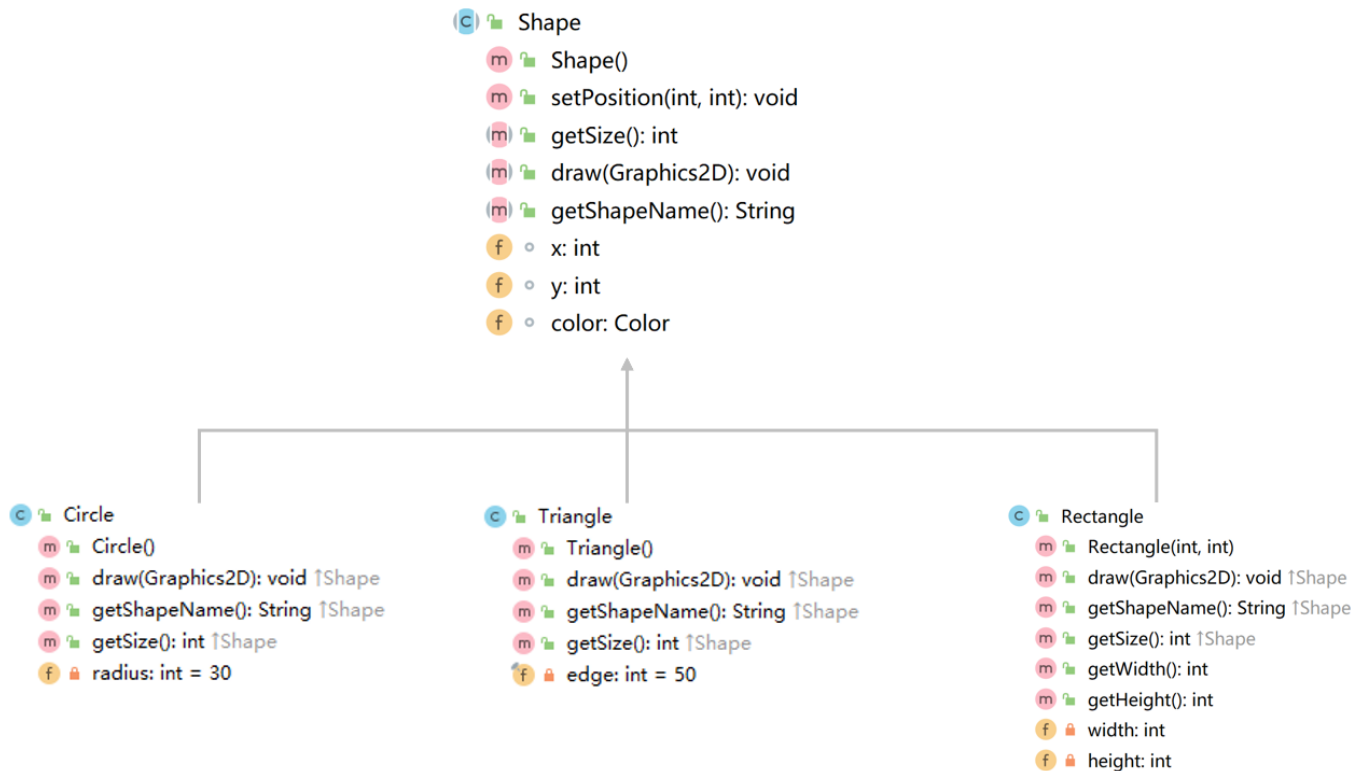 C Shape
m Shape()
m setPosition(int, int): void
m getSize(): int
m draw(Graphics2D): void
m getShapeName(): String
f x: int
f y: int
f color: Color
C Circle
m Circle()
m draw(Graphics2D): void ↑Shape
m getShapeName(): String ↑Shape
m getSize(): int ↑Shape
f radius: int = 30
C Triangle
m Triangle()
m draw(Graphics2D): void ↑Shape
m getShapeName(): String ↑Shape
m getSize(): int ↑Shape
f edge: int = 50
C Rectangle
m Rectangle(int, int)
m draw(Graphics2D): void ↑Shape
m getShapeName(): String ↑Shape
m getSize(): int ↑Shape
m getWidth(): int
m getHeight(): int
f width: int
f height: int